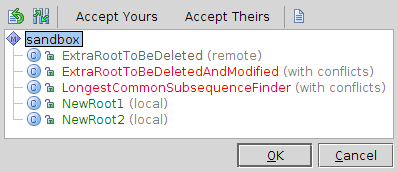 Accept Yours Accept Theirs
sandbox
ExtraRootToBeDeleted (remote)
ExtraRootToBeDeletedAndModified (with conflicts)
LongestCommonSubsequenceFinder (with conflicts)
NewRoot1 (local)
NewRoot2 (local)
OK Cancel